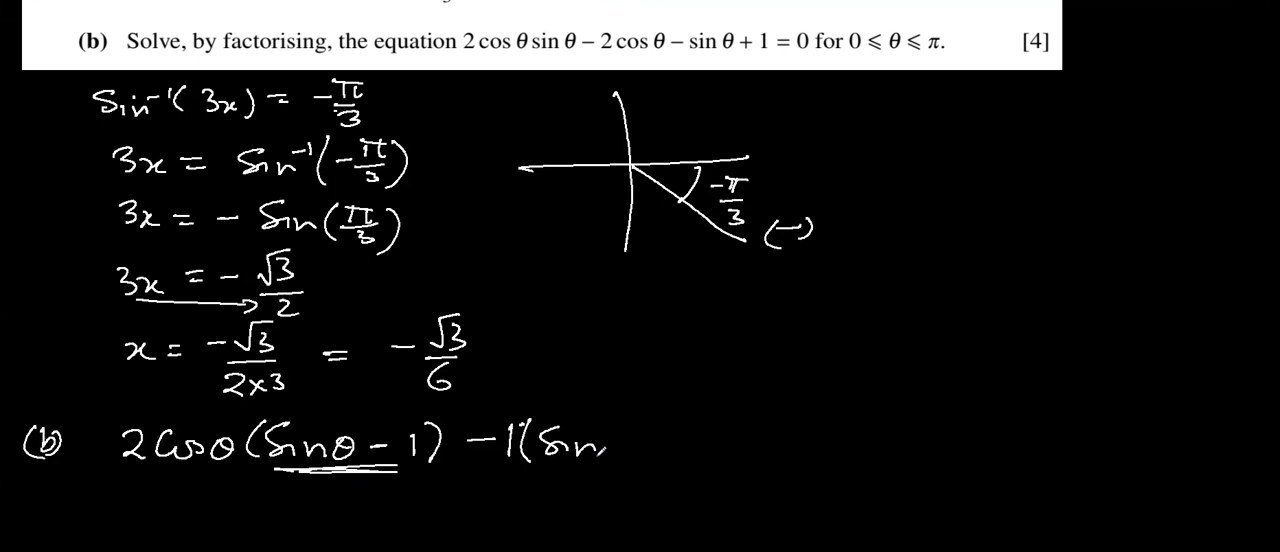 (b) Solve, by factorising, the equation 2 cos θ sin θ − 2 cos θ − sin θ + 1 = 0 for 0 ⩽ θ ⩽ π. [4]
Sin⁻¹(3x) = -π/3
3x = Sin⁻¹(-π/3)
3x = - Sin(π/3)
3x = - √3/2
x = -√3/(2×3) = - √3/6
-π/3 (-)
(b) 2Cosθ(Sinθ - 1) - 1(Sin